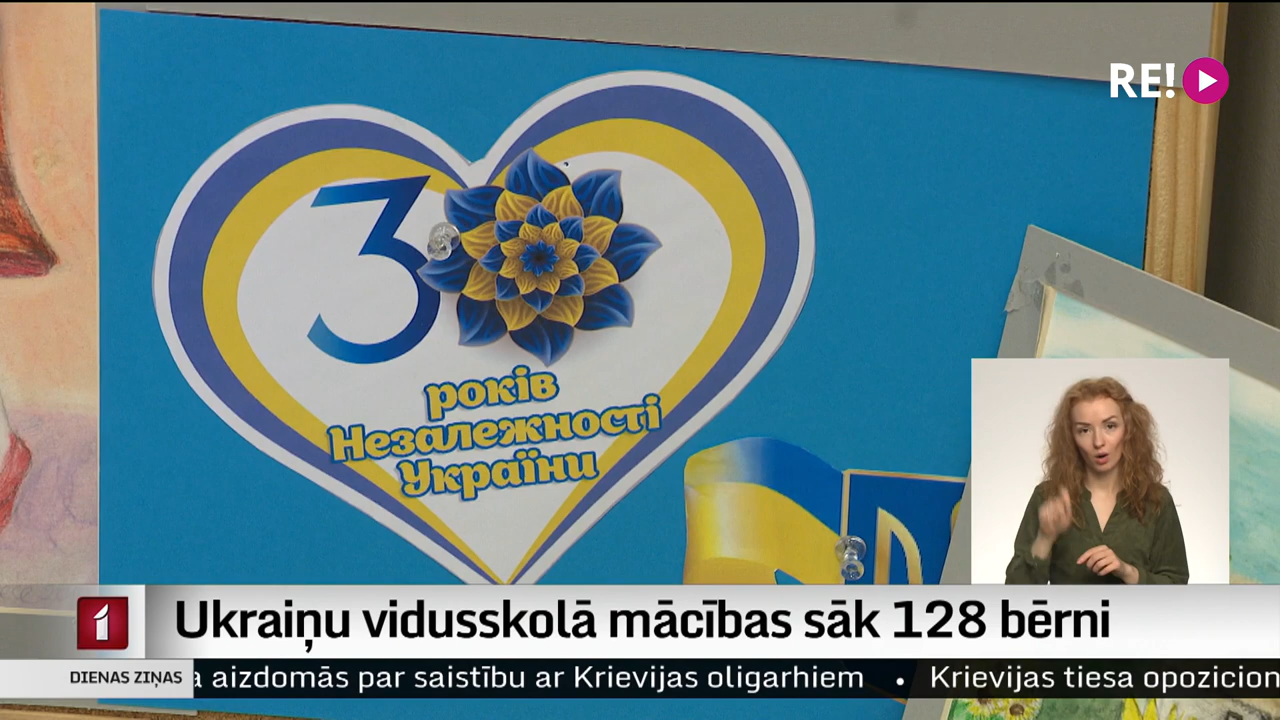 RE!
30
років
Незалежності
України
1
Ukraiņu vidusskolā mācības sāk 128 bērni
DIENAS ZIŅAS
aizdomās par saistību ar Krievijas oligarhiem • Krievijas tiesa opozicion